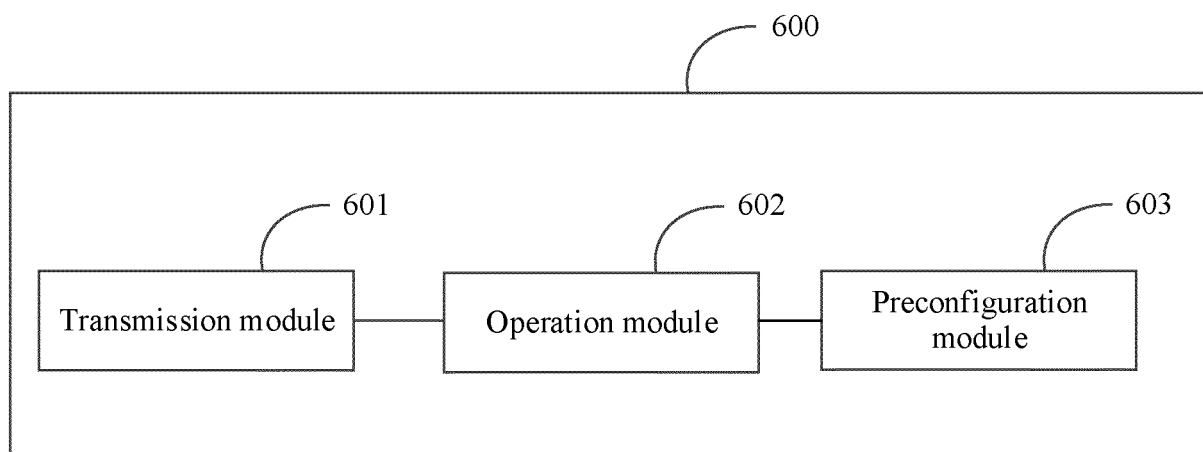 600
601
602
603
Transmission module
Operation module
Preconfiguration
module